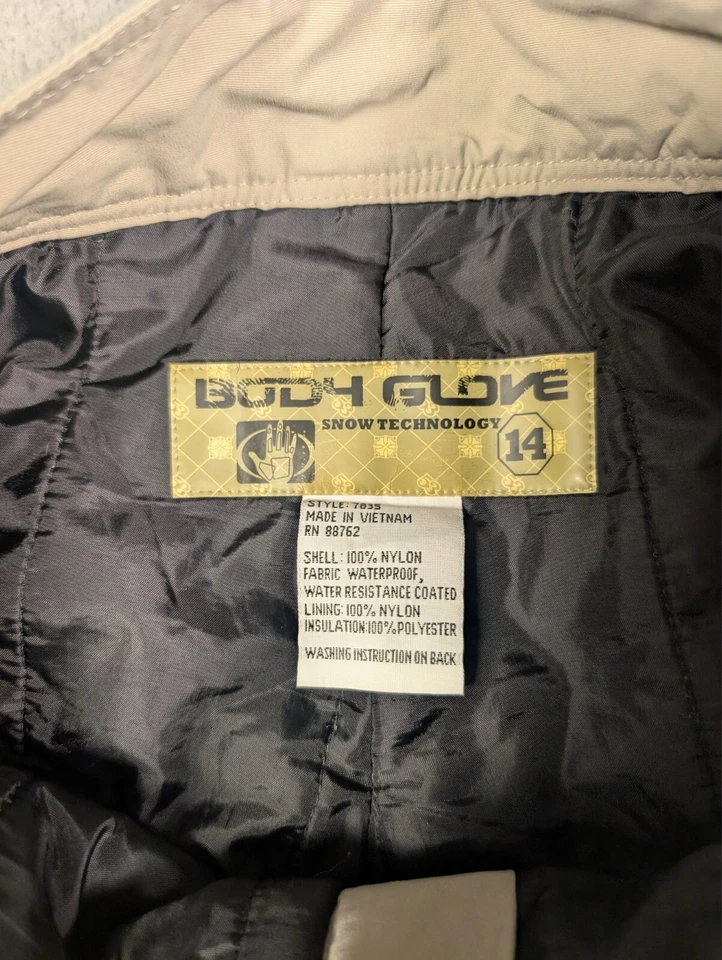 BODY GLOVE
SNOW TECHNOLOGY
14
STYLE: 7835
MADE IN VIETNAM
RN 88762
SHELL: 100% NYLON
FABRIC WATERPROOF,
WATER RESISTANCE COATED
LINING: 100% NYLON
INSULATION:100%POLYESTER
WASHING INSTRUCTION ON BACK